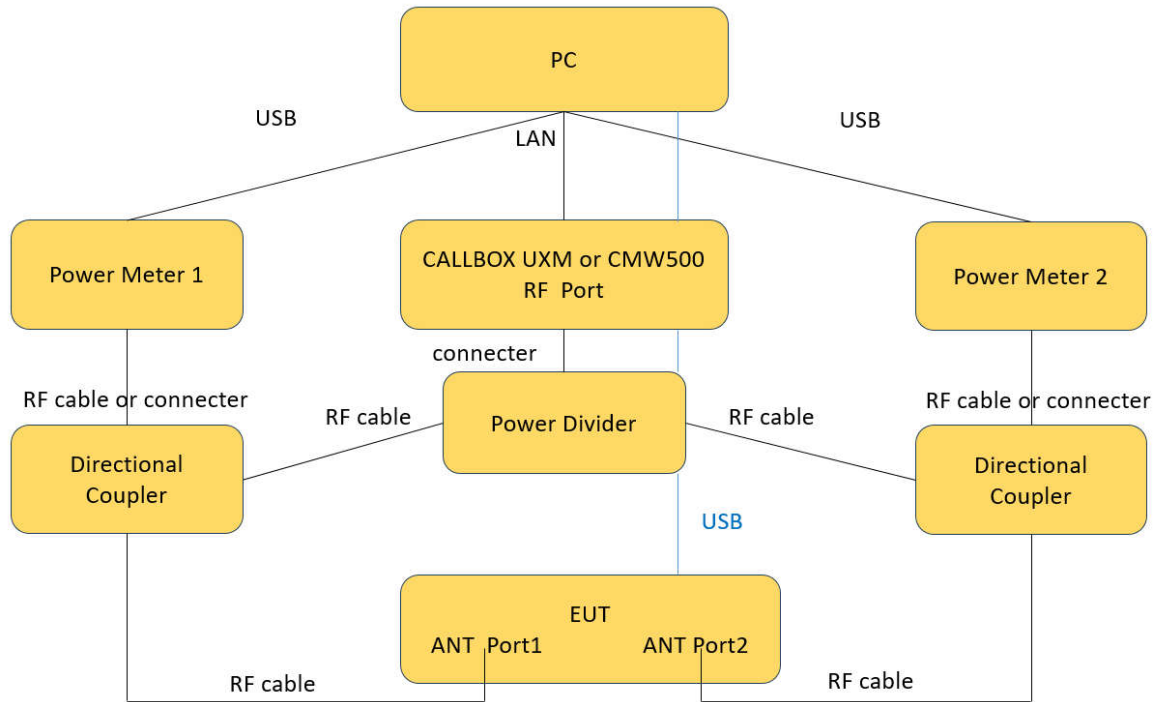 PC
USB
LAN
USB
Power Meter 1
CALLBOX UXM or CMW500
RF Port
Power Meter 2
connecter
RF cable or connecter
RF cable
Power Divider
RF cable
RF cable or connecter
Directional
Coupler
Directional
Coupler
USB
EUT
ANT Port1
ANT Port2
RF cable
RF cable